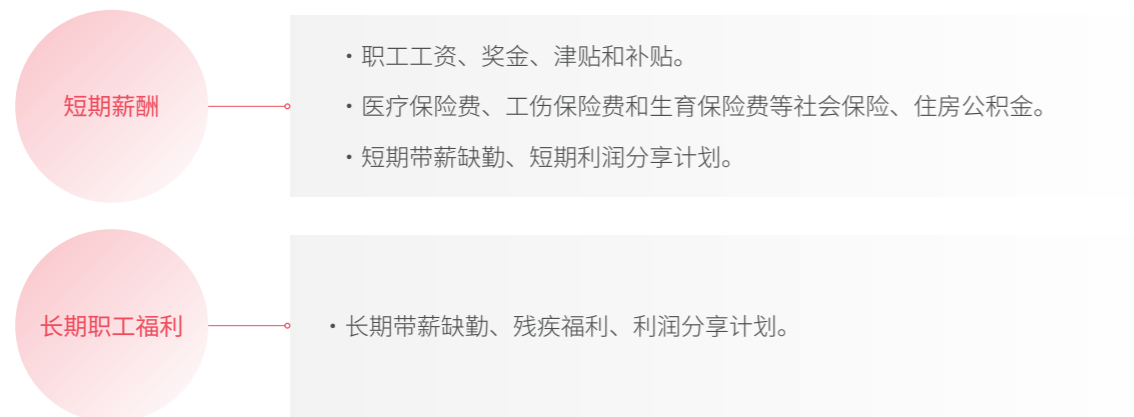 短期薪酬
・职工工资、奖金、津贴和补贴。
・医疗保险费、工伤保险费和生育保险费等社会保险、住房公积金。
・短期带薪缺勤、短期利润分享计划。
长期职工福利
・长期带薪缺勤、残疾福利、利润分享计划。